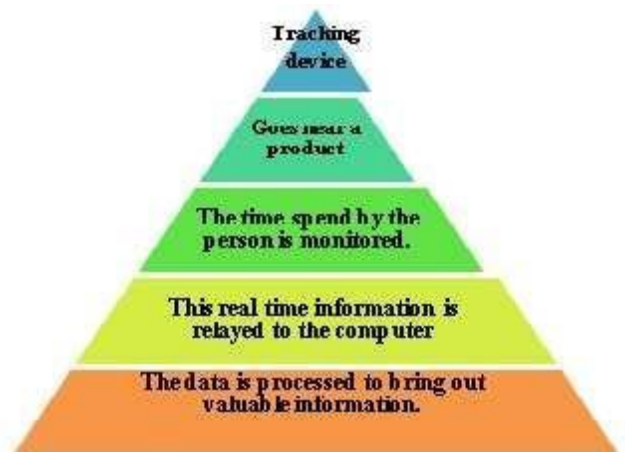 Tracking
device
Goes near a
product
The time spend by the
person is monitored.
This real time information is
relayed to the computer
The data is processed to bring out
valuable information.